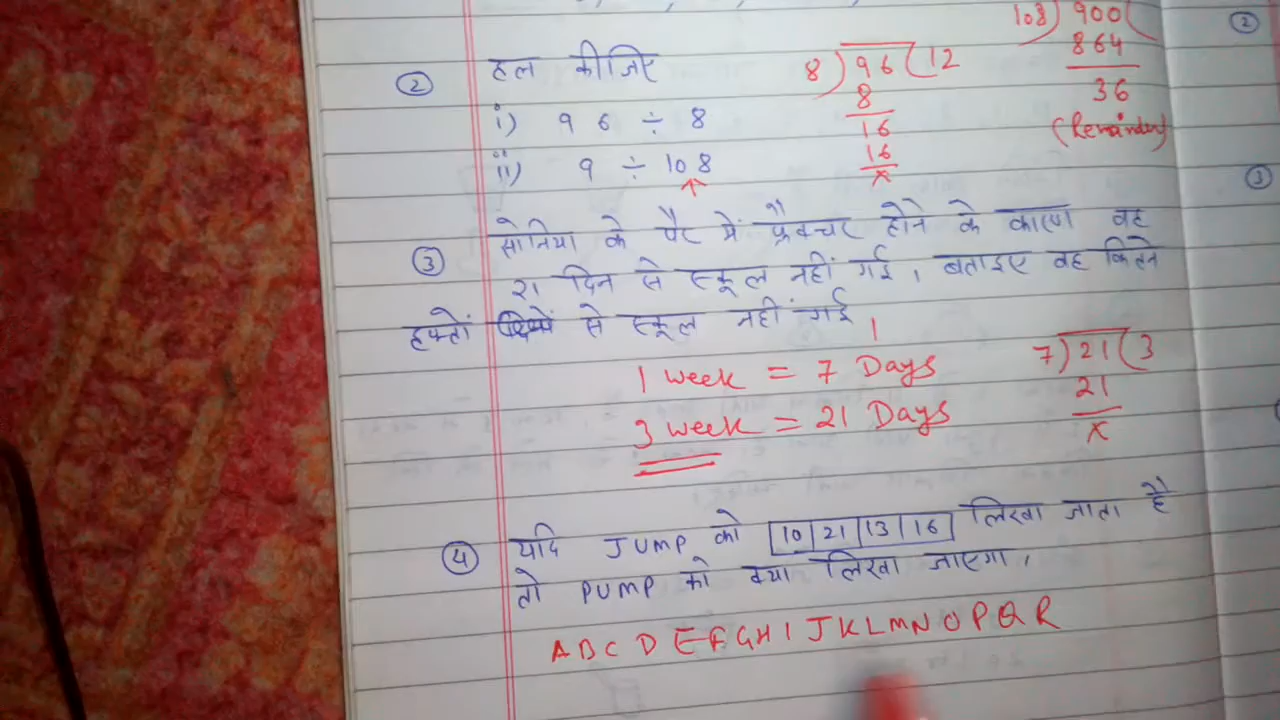 ② हल कीजिए
8) 96 (12
8
16
16
x
108) 900 (
864
36
(Remainder)
i) 96 ÷ 8
ii) 9 ÷ 108
③ सोनिया के पैर में फ्रैक्चर होने के कारण वह
21 दिन से स्कूल नहीं गई, बताइए वह कितने
हफ्तों से स्कूल नहीं गई
1 week = 7 Days
3 week = 21 Days
7) 21 (3
21
x
④ यदि JUMP को 10 21 13 16 लिखा जाता है
तो PUMP को क्या लिखा जाएगा,
A B C D E F G H I J K L M N O P Q R
②
③